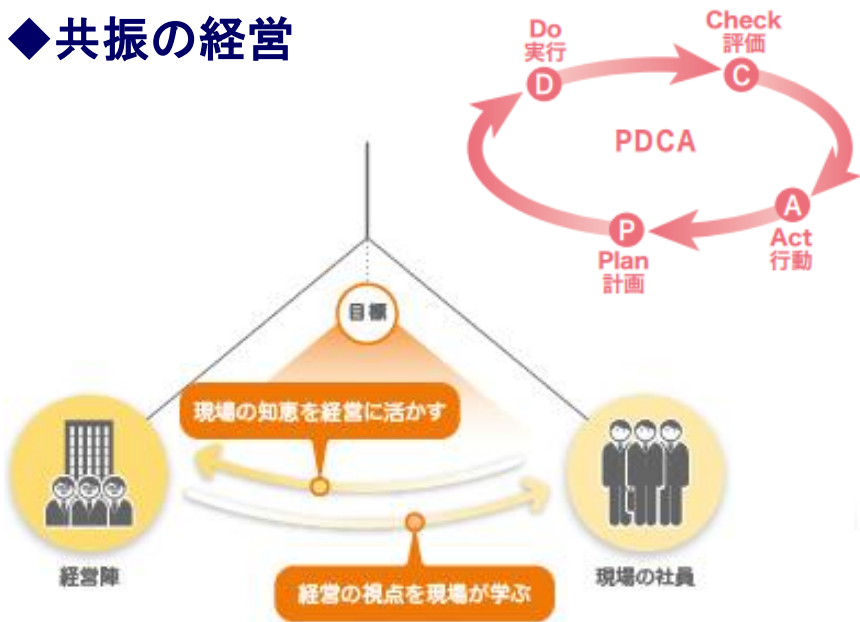 ◆共振の経営
Do
実行
D
Check
評価
C
PDCA
A
Act
行動
P
Plan
計画
目標
現場の知恵を経営に活かす
経営陣
現場の社員
経営の視点を現場が学ぶ